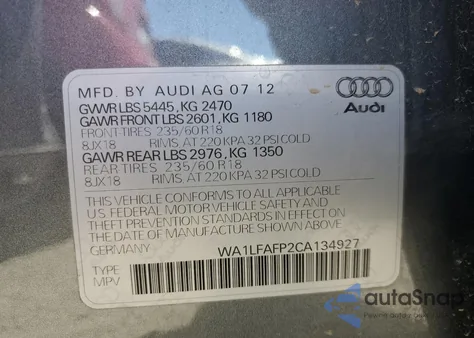 MFD. BY AUDI AG 07 12
GVWR LBS 5445, KG 2470
GAWR FRONT LBS 2601, KG 1180
FRONT TIRES 235/60 R18
8JX18 RIMS, AT 220 KPA 32 PSI COLD
GAWR REAR LBS 2976, KG 1350
REAR TIRES 235/60 R18
8JX18 RIMS, AT 220 KPA 32 PSI COLD
Audi
THIS VEHICLE CONFORMS TO ALL APPLICABLE
US FEDERAL MOTOR VEHICLE SAFETY AND
THEFT PREVENTION STANDARDS IN EFFECT ON
THE DATE OF MANUFACTURE SHOWN ABOVE.
GERMANY WA1LFAFP2CA134927
TYPE
MPV
autoSnap